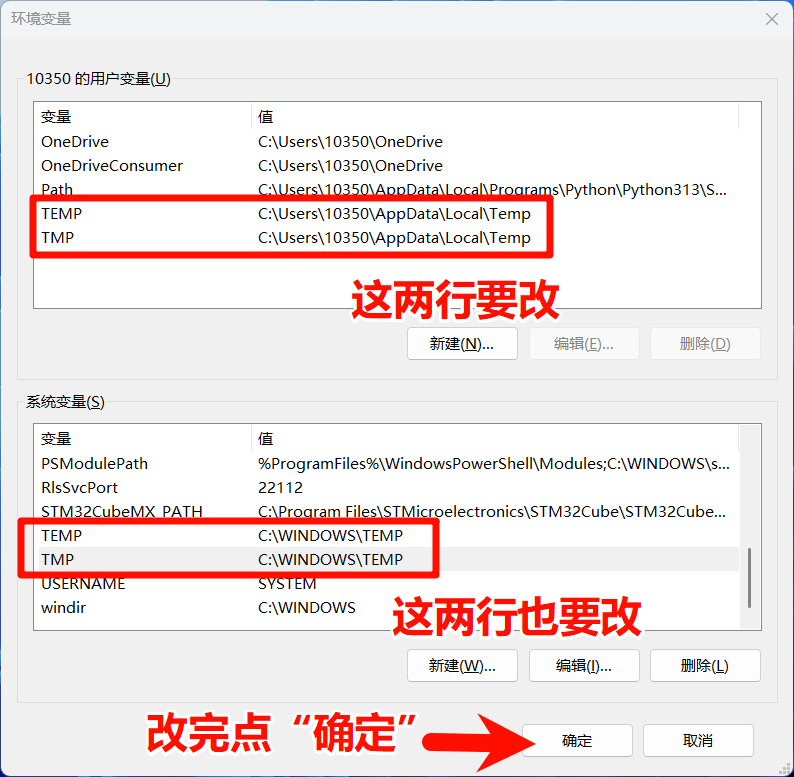 环境变量
10350 的用户变量(U)
变量 值
OneDrive C:\Users\10350\OneDrive
OneDriveConsumer C:\Users\10350\OneDrive
Path C:\Users\10350\AppData\Local\Programs\Python\Python313\S...
TEMP C:\Users\10350\AppData\Local\Temp
TMP C:\Users\10350\AppData\Local\Temp
这两行要改
新建(N)... 编辑(E)... 删除(D)
系统变量(S)
变量 值
PSModulePath %ProgramFiles%\WindowsPowerShell\Modules;C:\WINDOWS\s...
RlsSvcPort 22112
STM32CubeMX_PATH C:\Program Files\STMicroelectronics\STM32Cube\STM32Cube...
TEMP C:\WINDOWS\TEMP
TMP C:\WINDOWS\TEMP
USERNAME SYSTEM
windir C:\WINDOWS
这两行也要改
新建(W)... 编辑(I)... 删除(L)
改完点“确定”
确定 取消